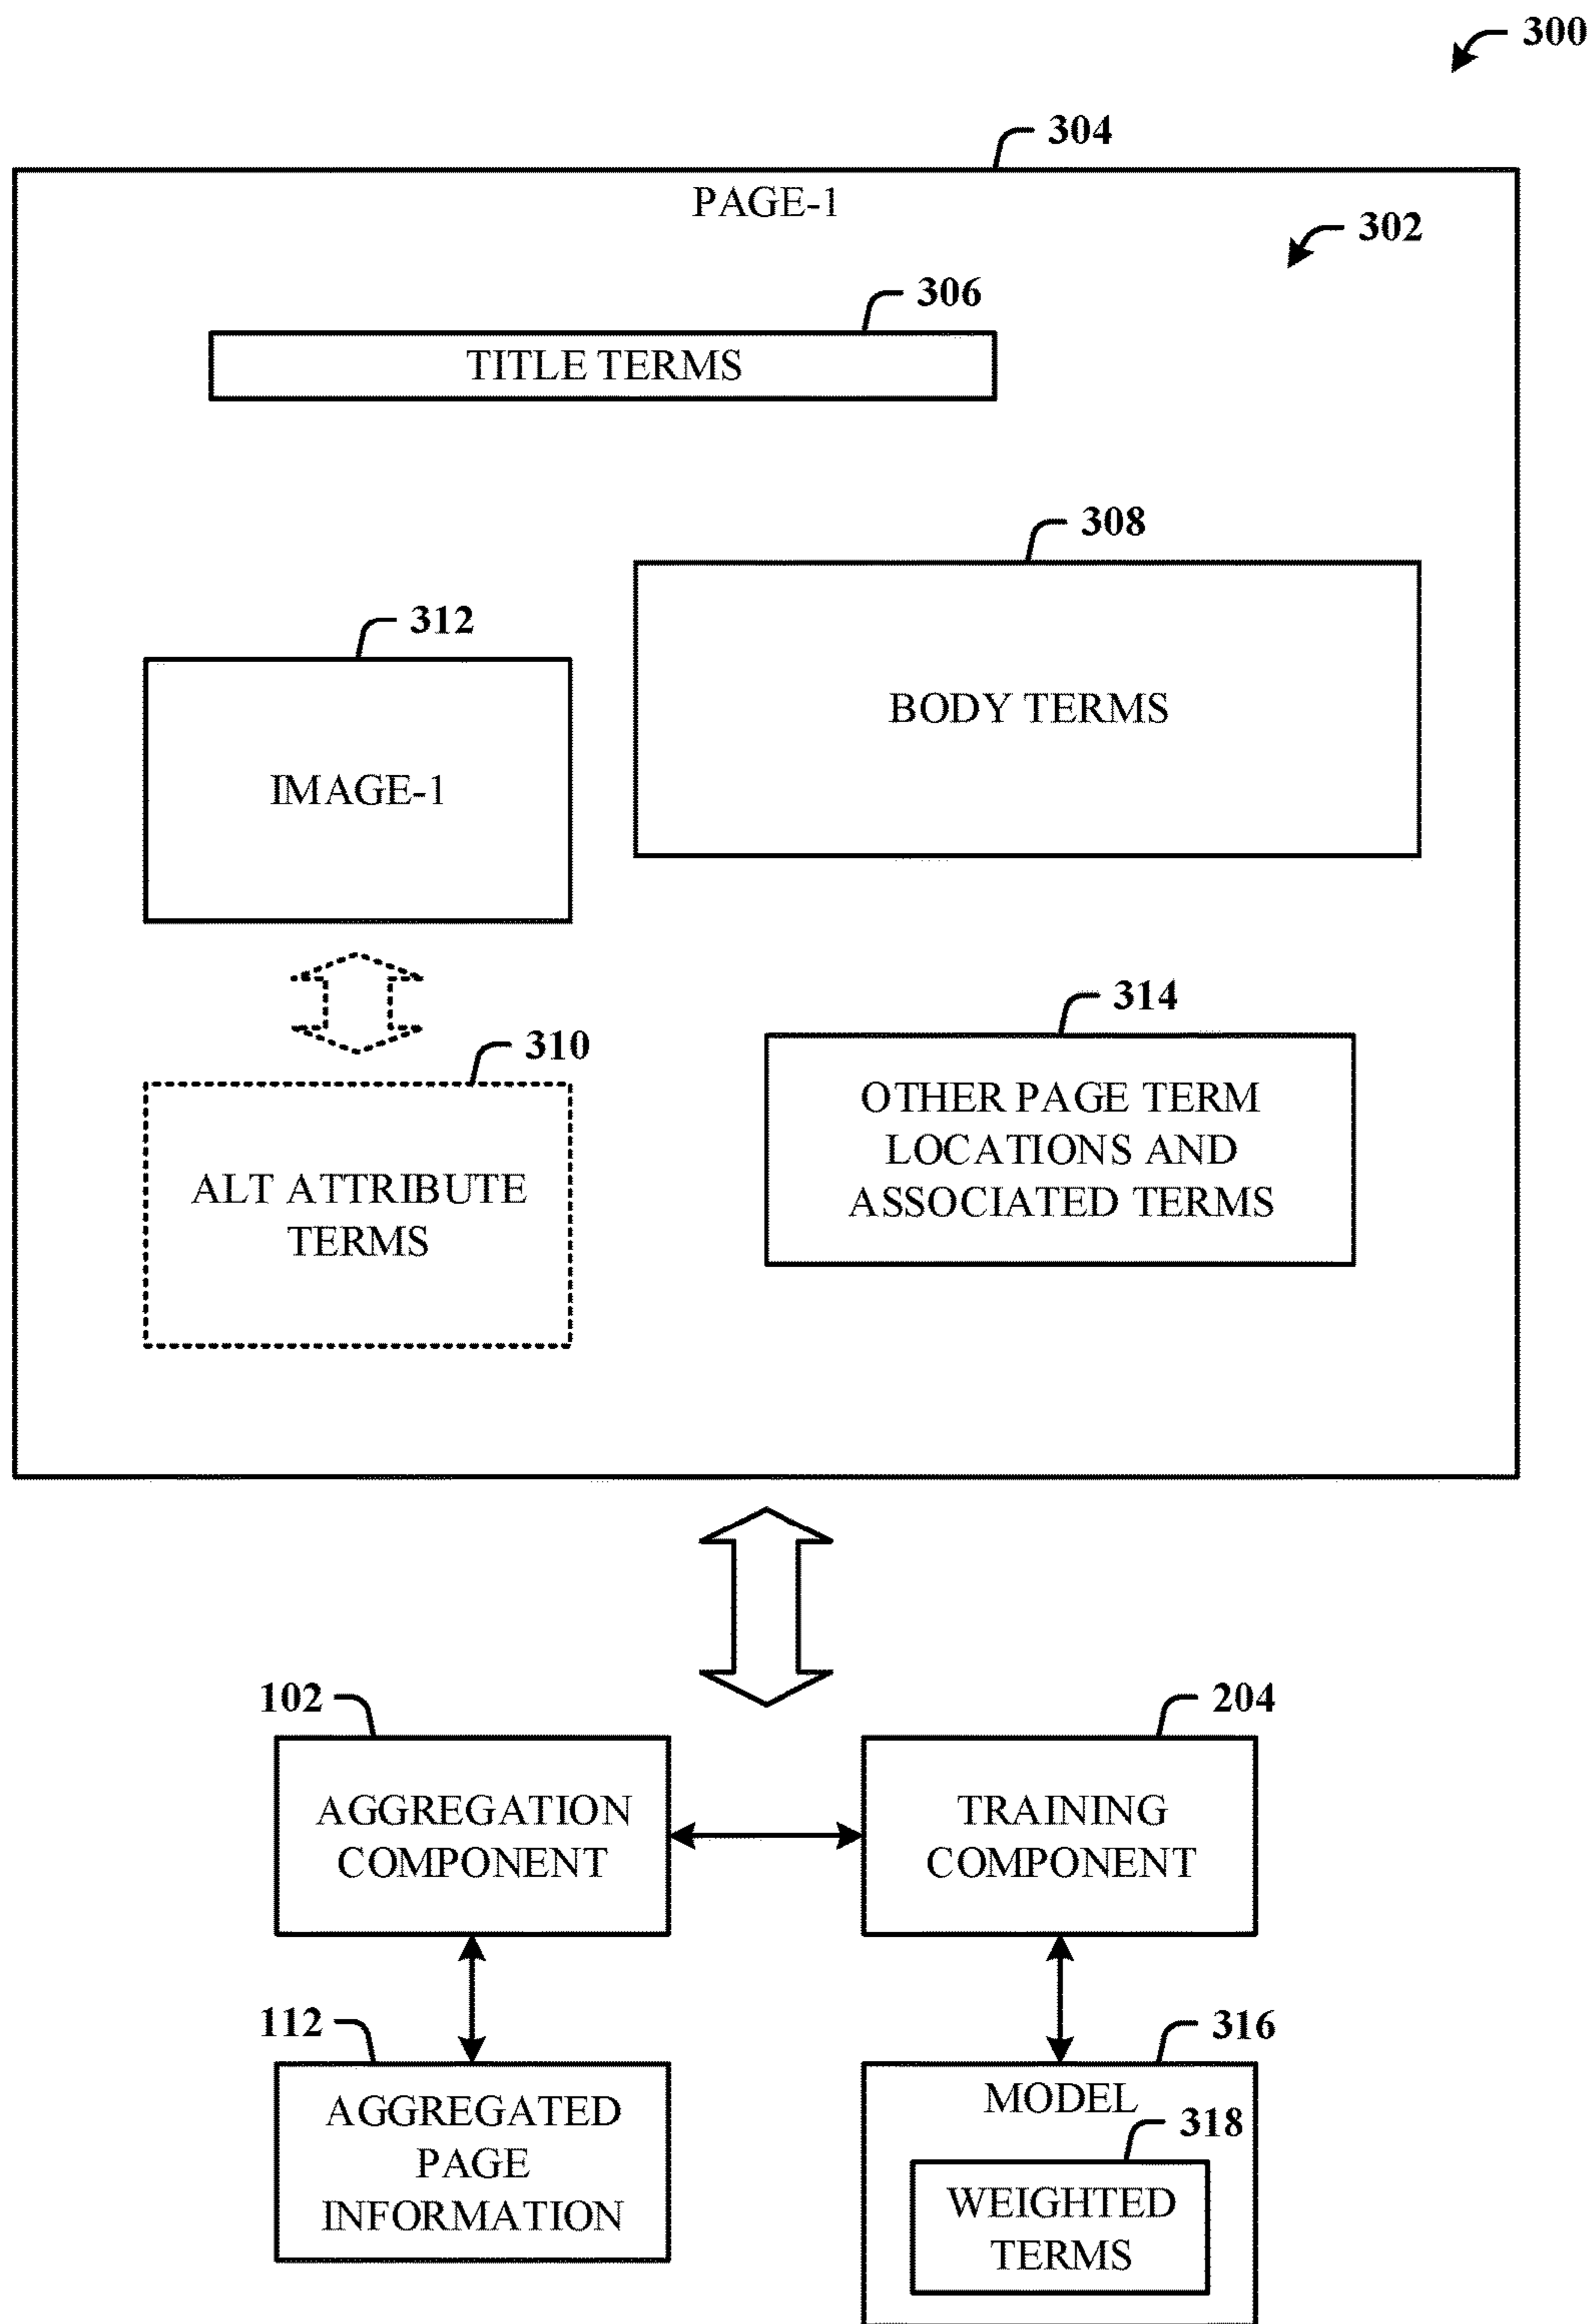 300
304
PAGE-1
302
306
TITLE TERMS
308
BODY TERMS
312
IMAGE-1
310
ALT ATTRIBUTE
TERMS
314
OTHER PAGE TERM
LOCATIONS AND
ASSOCIATED TERMS
102
AGGREGATION
COMPONENT
204
TRAINING
COMPONENT
112
AGGREGATED
PAGE
INFORMATION
316
MODEL
318
WEIGHTED
TERMS